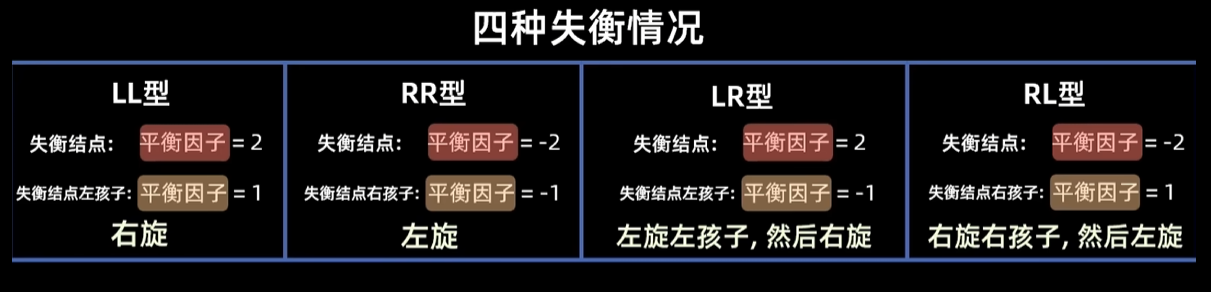 四种失衡情况
LL型
失衡结点: 平衡因子 = 2
失衡结点左孩子: 平衡因子 = 1
右旋
RR型
失衡结点: 平衡因子 = -2
失衡结点右孩子: 平衡因子 = -1
左旋
LR型
失衡结点: 平衡因子 = 2
失衡结点左孩子: 平衡因子 = -1
左旋左孩子, 然后右旋
RL型
失衡结点: 平衡因子 = -2
失衡结点右孩子: 平衡因子 = 1
右旋右孩子, 然后左旋